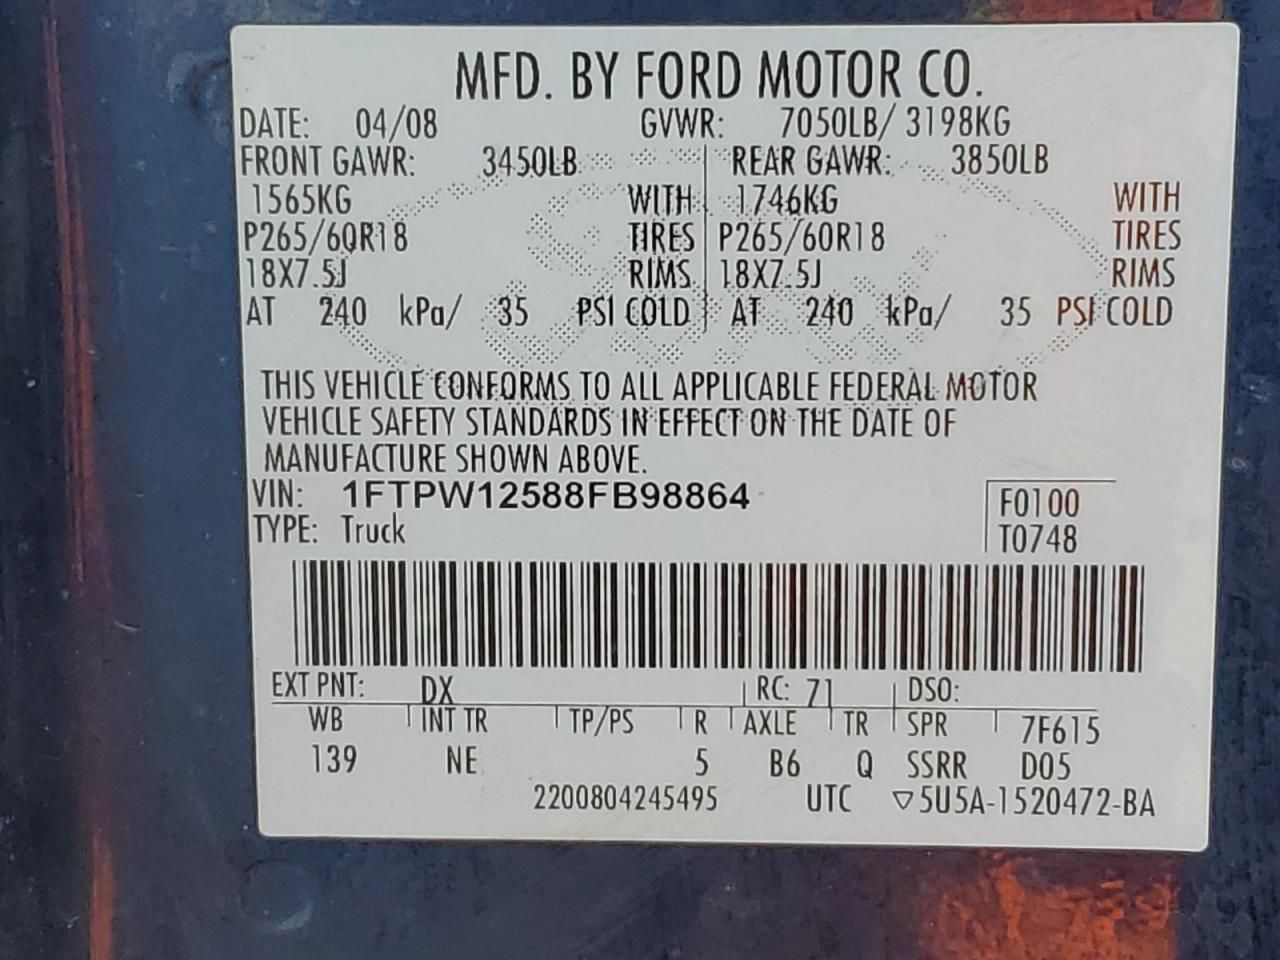 MFD. BY FORD MOTOR CO.
DATE: 04/08 GVWR: 7050LB/ 3198KG
FRONT GAWR: 3450LB REAR GAWR: 3850LB
1565KG WITH 1746KG WITH
P265/60R18 TIRES P265/60R18 TIRES
18X7.5J RIMS 18X7.5J RIMS
AT 240 kPa/ 35 PSI COLD AT 240 kPa/ 35 PSI COLD
THIS VEHICLE CONFORMS TO ALL APPLICABLE FEDERAL MOTOR
VEHICLE SAFETY STANDARDS IN EFFECT ON THE DATE OF
MANUFACTURE SHOWN ABOVE.
VIN: 1FTPW12588FB98864 F0100
TYPE: Truck T0748
EXT PNT: DX RC: 71 DSO:
WB INT TR TP/PS R AXLE TR SPR 7F615
139 NE 5 B6 Q SSRR D05
2200804245495 UTC ▽5U5A-1520472-BA